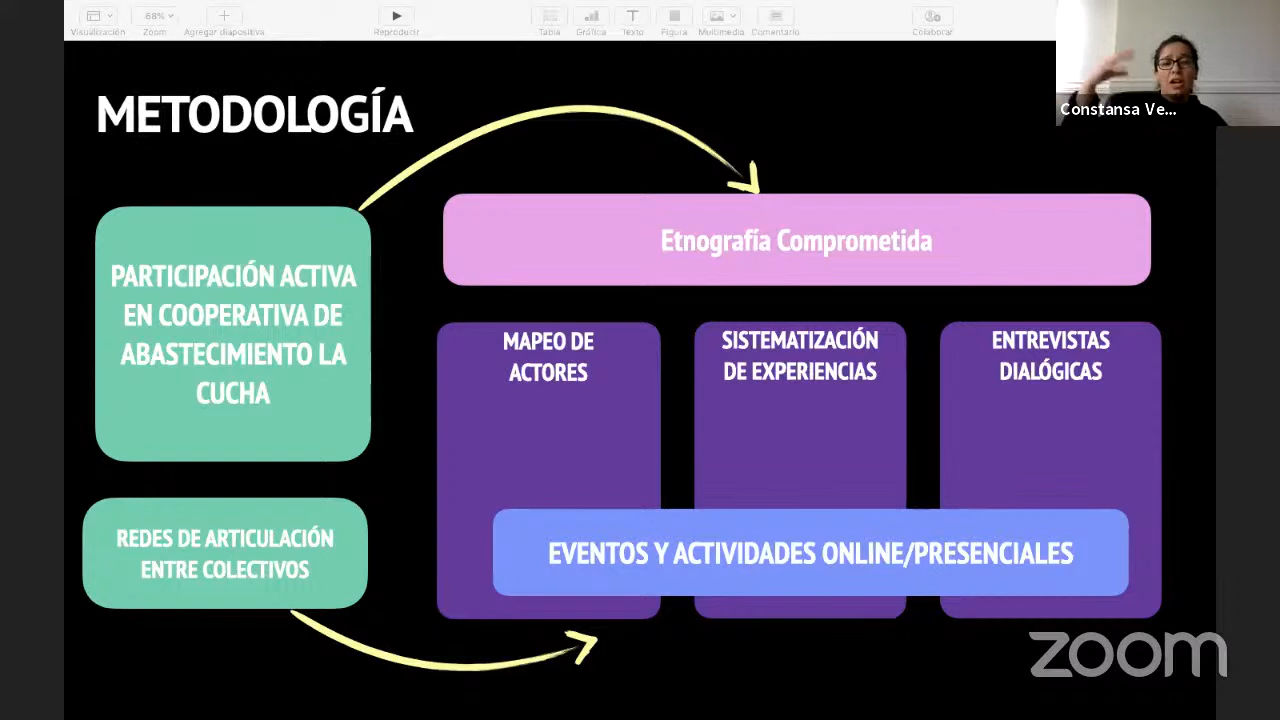 Visualización
68%
Zoom
Agregar diapositiva
Reproducir
Tabla
Gráfica
Texto
Figura
Multimedia
Comentario
Colaborar
Constansa Ve...
METODOLOGÍA
PARTICIPACIÓN ACTIVA
EN COOPERATIVA DE
ABASTECIMIENTO LA
CUCHA
REDES DE ARTICULACIÓN
ENTRE COLECTIVOS
Etnografía Comprometida
MAPEO DE
ACTORES
SISTEMATIZACIÓN
DE EXPERIENCIAS
ENTREVISTAS
DIALÓGICAS
EVENTOS Y ACTIVIDADES ONLINE/PRESENCIALES
zoom